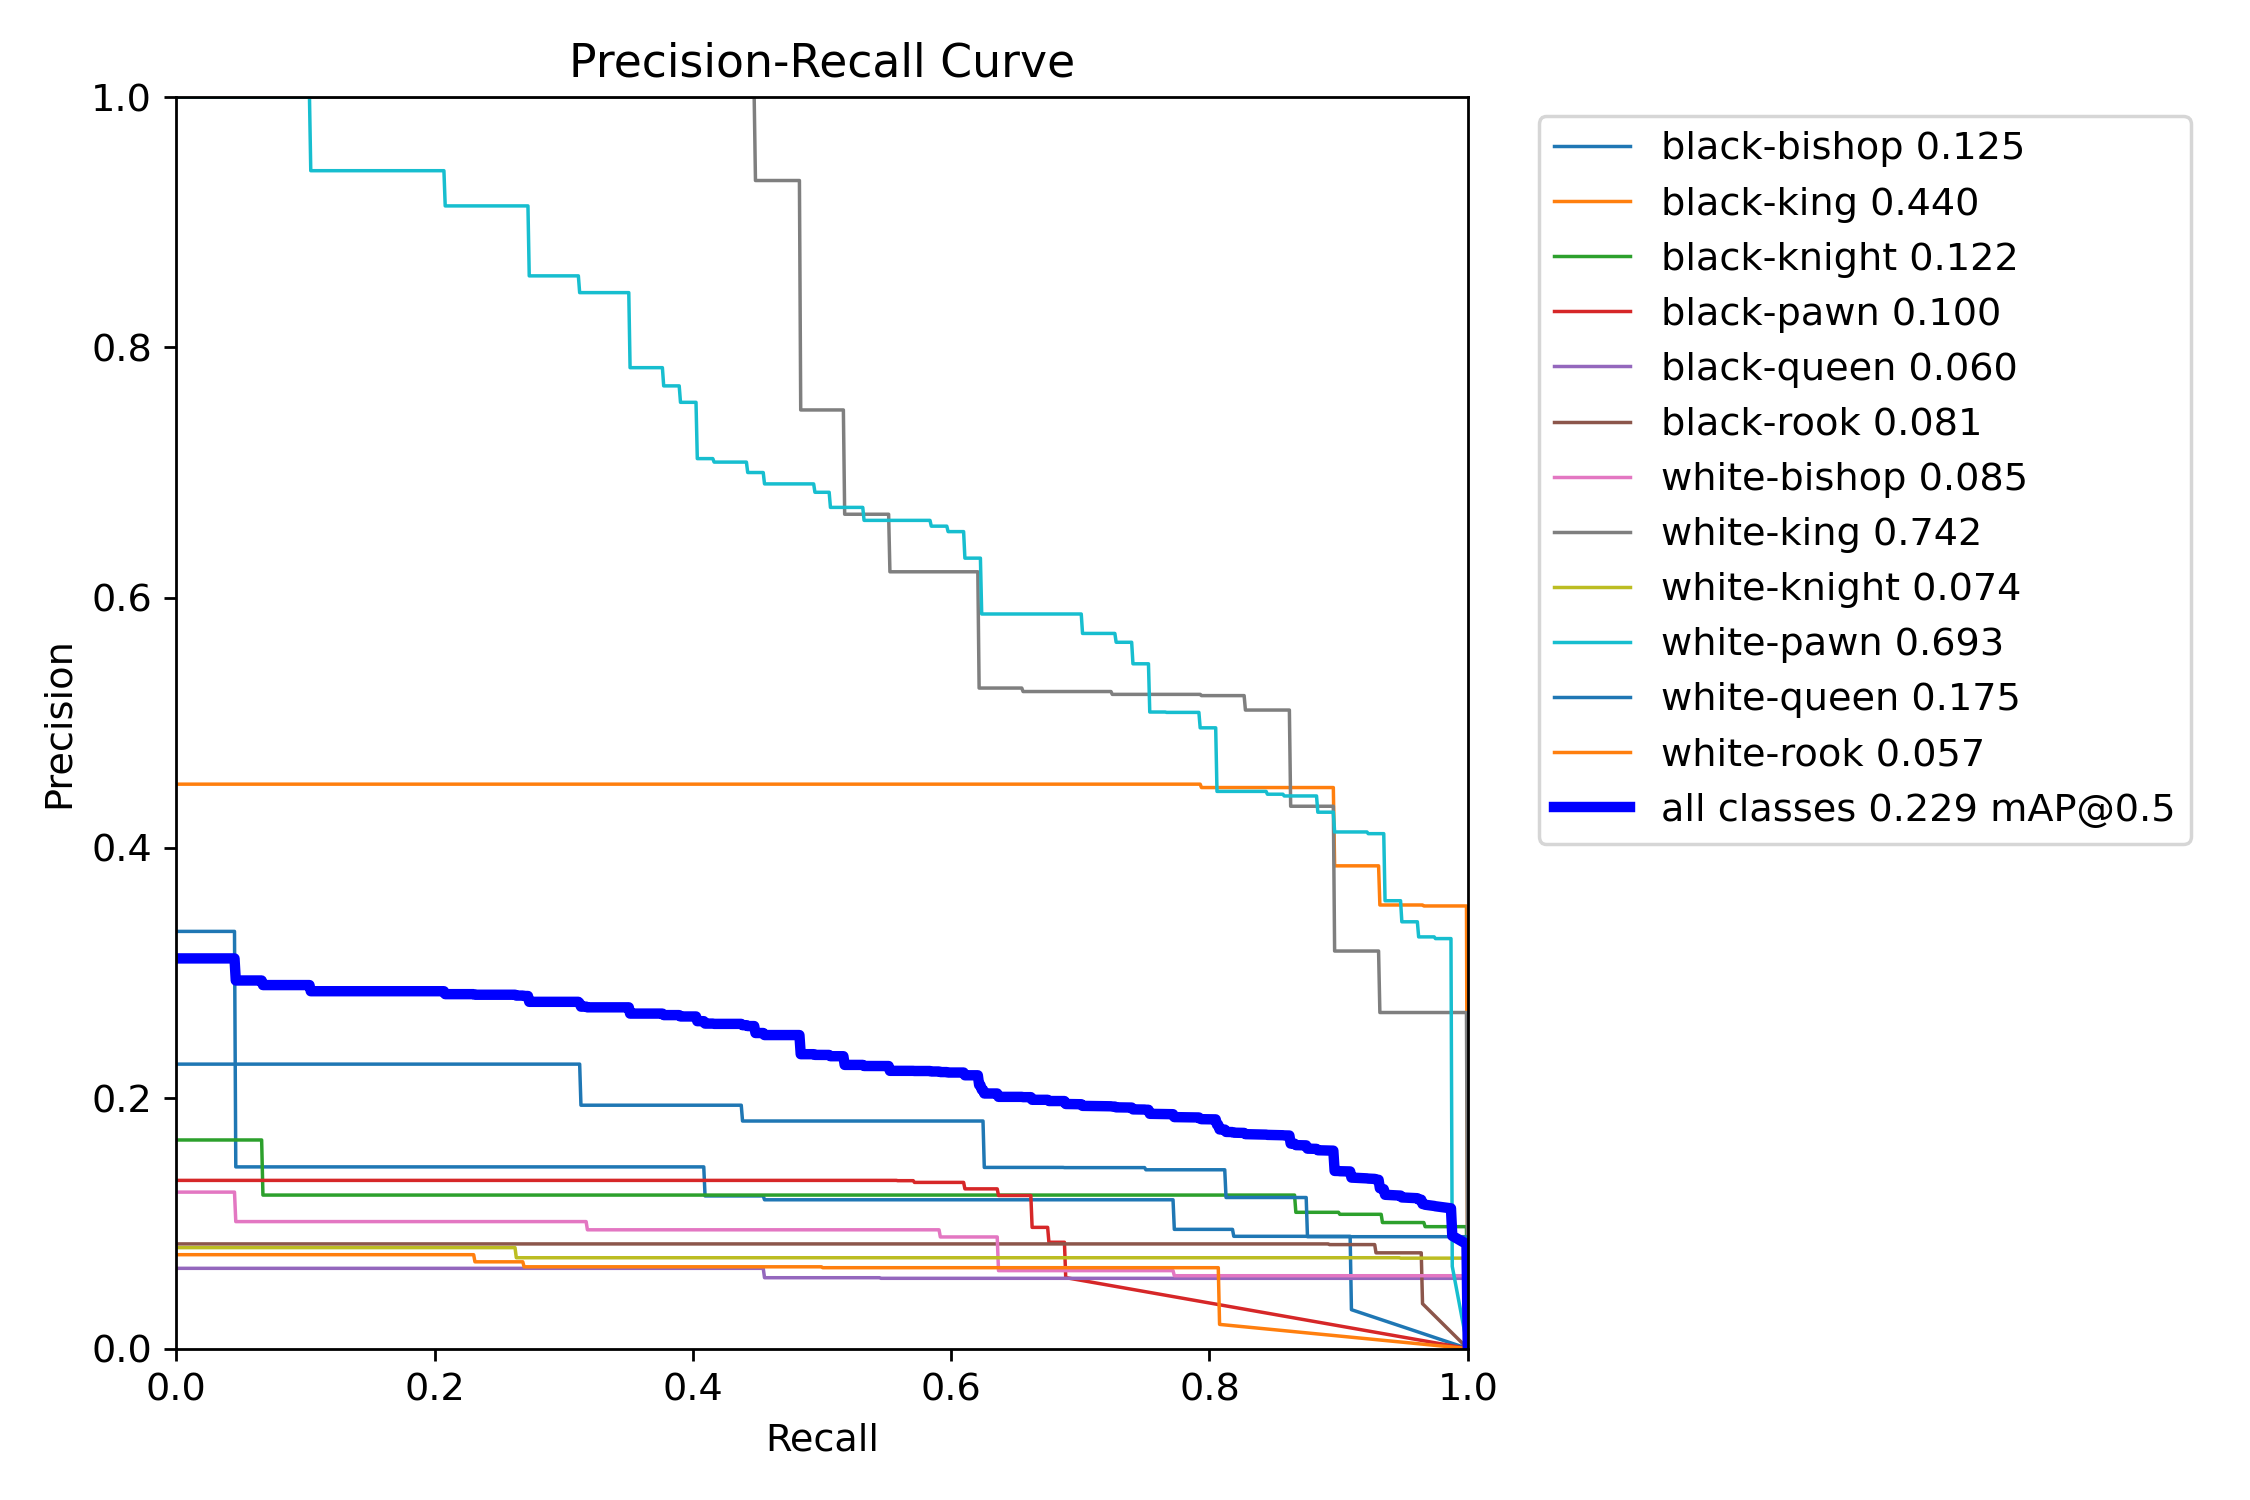 Precision-Recall Curve
1.0
0.8
0.6
0.4
0.2
0.0
Precision
0.0 0.2 0.4 0.6 0.8 1.0
Recall
black-bishop 0.125
black-king 0.440
black-knight 0.122
black-pawn 0.100
black-queen 0.060
black-rook 0.081
white-bishop 0.085
white-king 0.742
white-knight 0.074
white-pawn 0.693
white-queen 0.175
white-rook 0.057
all classes 0.229 mAP@0.5